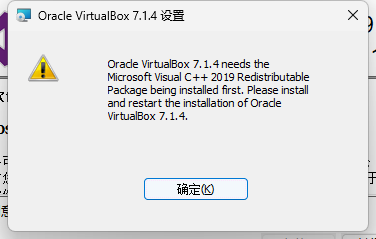 Oracle VirtualBox 7.1.4 设置
Oracle VirtualBox 7.1.4 needs the
Microsoft Visual C++ 2019 Redistributable
Package being installed first. Please install
and restart the installation of Oracle
VirtualBox 7.1.4.
确定(K)